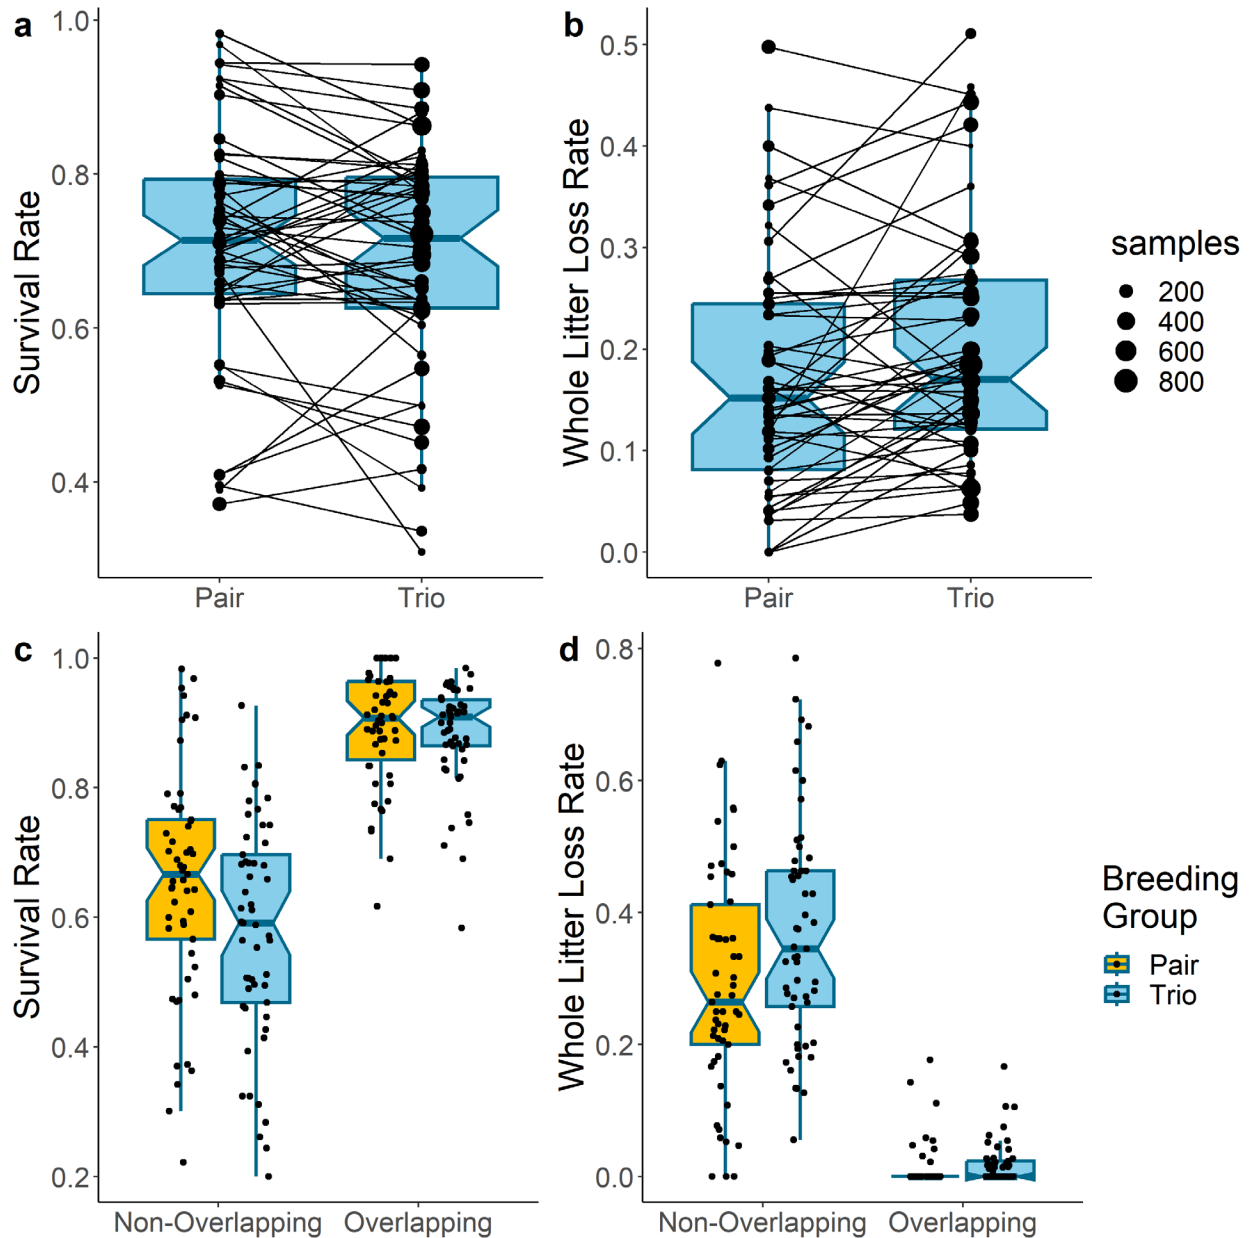 a
1.0
0.8
0.6
0.4
Survival Rate
Pair
Trio
b
0.5
0.4
0.3
0.2
0.1
0.0
Whole Litter Loss Rate
Pair
Trio
samples
200
400
600
800
c
1.0
0.8
0.6
0.4
0.2
Survival Rate
Non-Overlapping
Overlapping
d
0.8
0.6
0.4
0.2
0.0
Whole Litter Loss Rate
Non-Overlapping
Overlapping
Breeding
Group
Pair
Trio